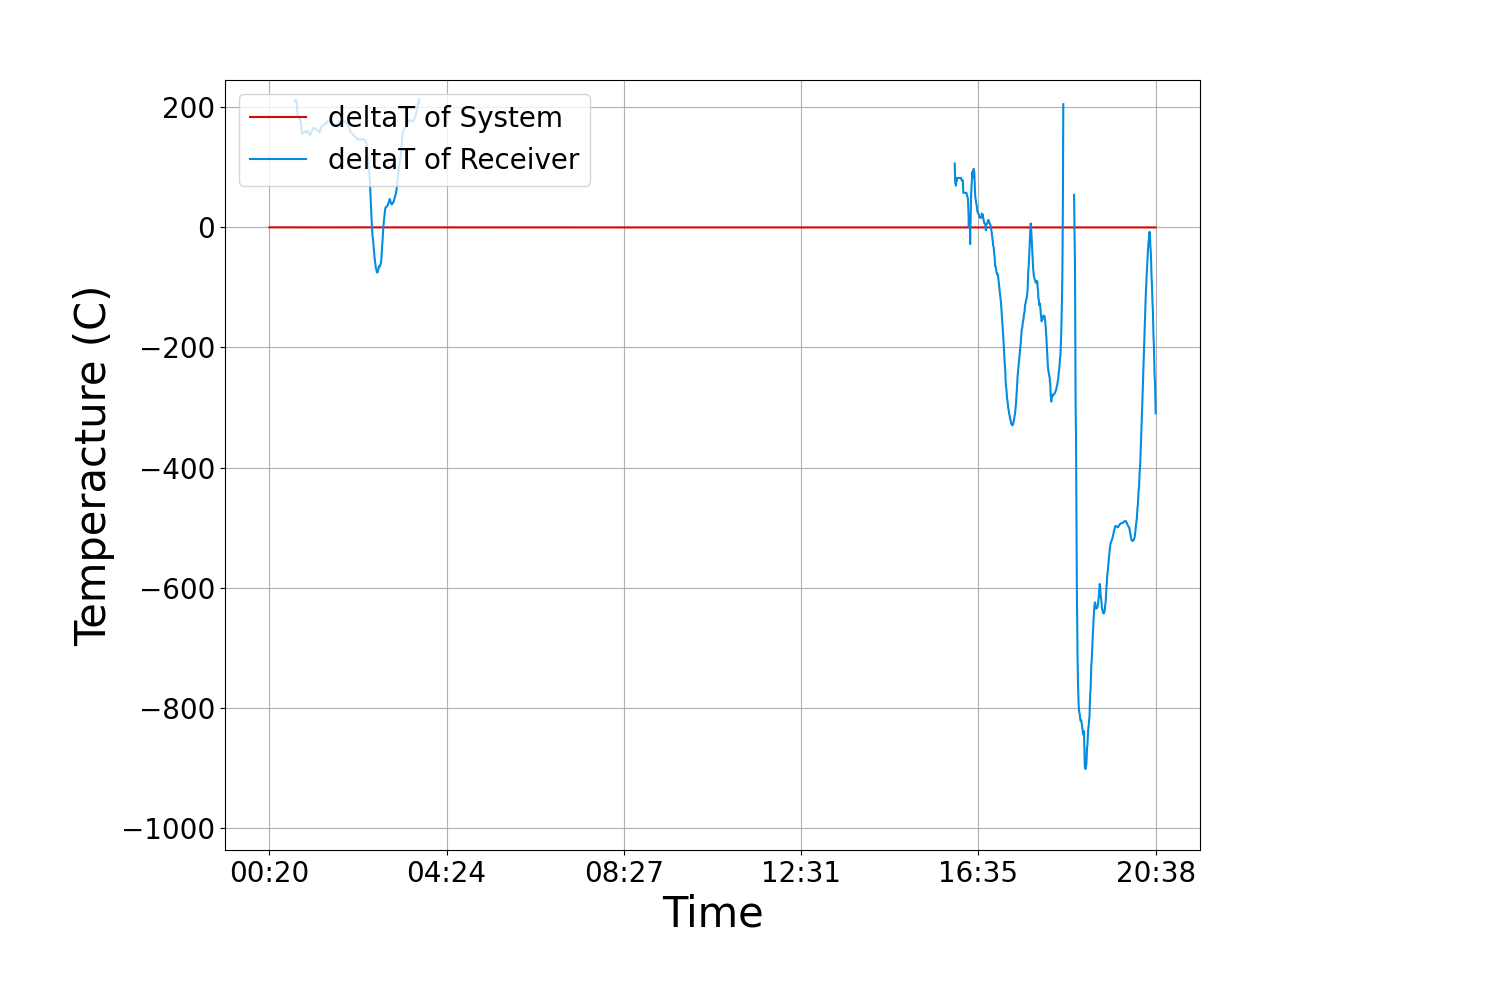 deltaT of System
deltaT of Receiver
200
0
−200
−400
−600
−800
−1000
Temperacture (C)
00:20 04:24 08:27 12:31 16:35 20:38
Time